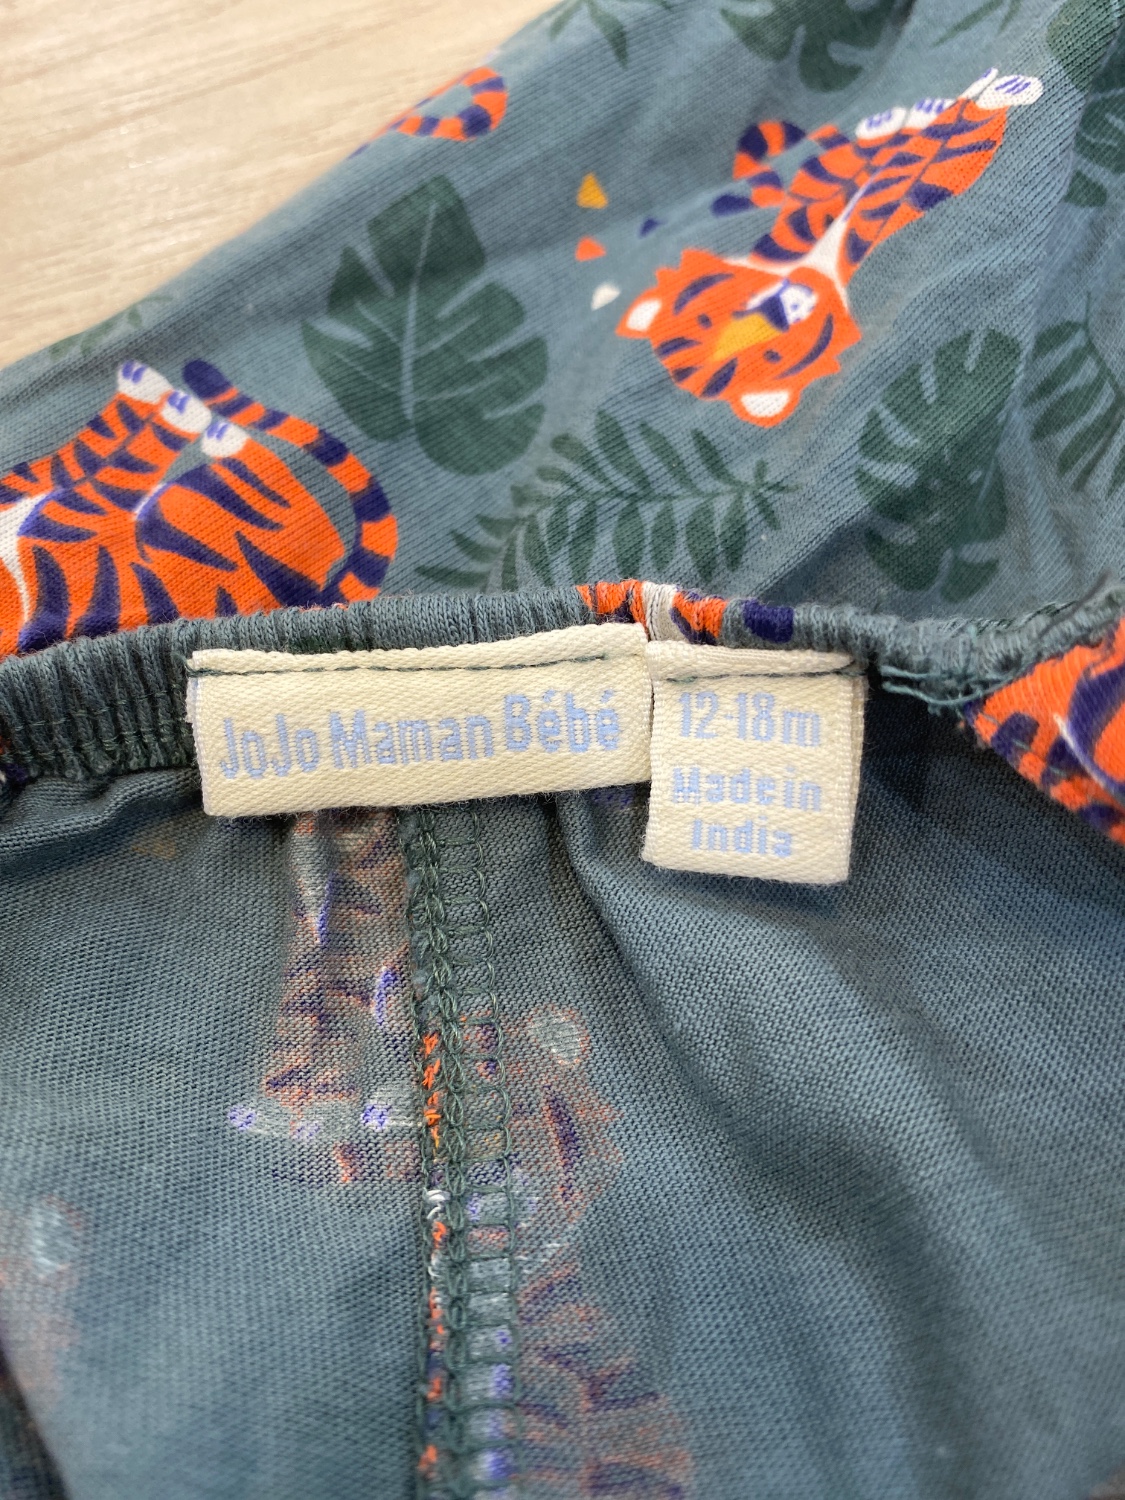 JoJo Maman Bébé
12-18m
Made in
India